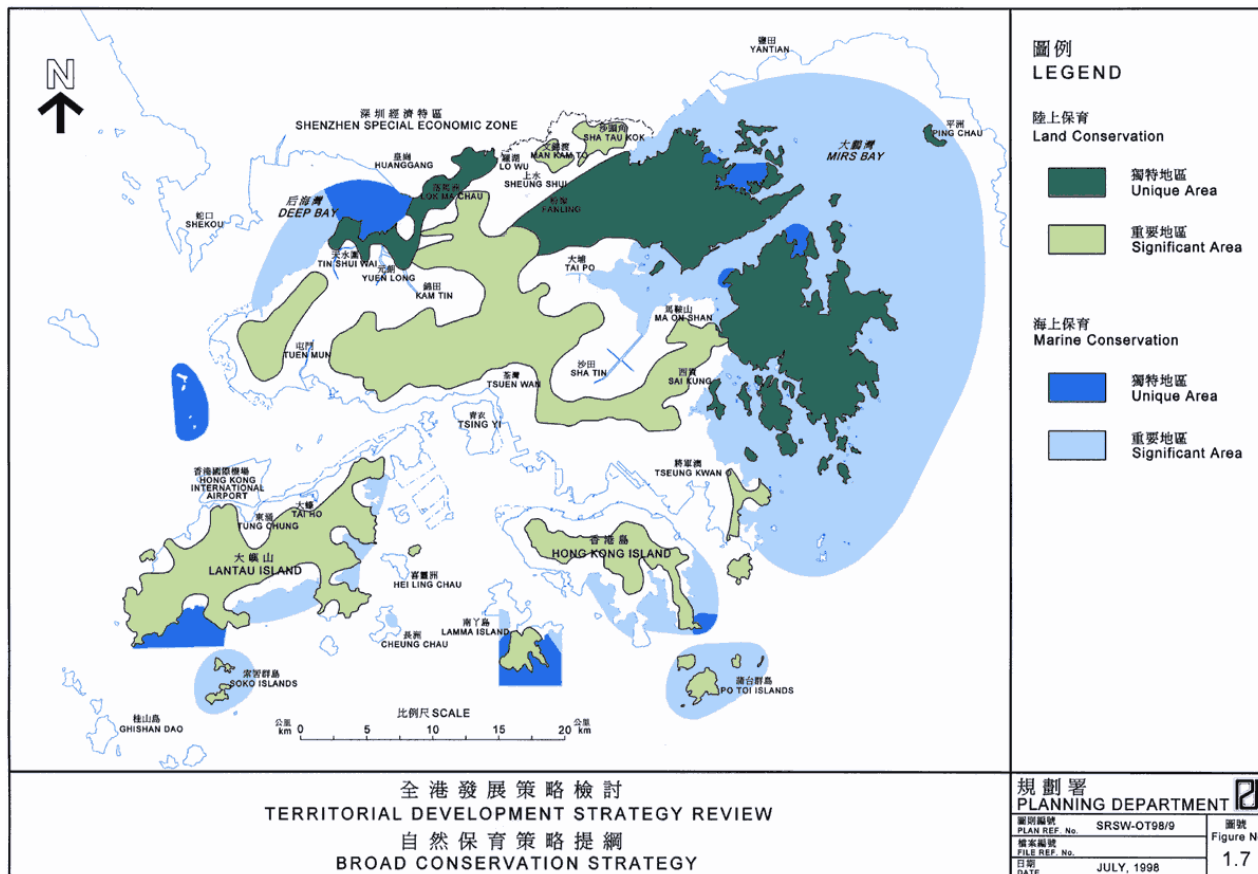 N
鹽田
YANTIAN
深圳經濟特區
SHENZHEN SPECIAL ECONOMIC ZONE
沙頭角
SHA TAU KOK
文錦渡
MAN KAM TO
平洲
PING CHAU
大鵬灣
MIRS BAY
皇崗
HUANGGANG
羅湖
LO WU
上水
SHEUNG SHUI
落馬洲
LOK MA CHAU
粉嶺
FANLING
后海灣
DEEP BAY
蛇口
SHEKOU
天水圍
TIN SHUI WAI
元朗
YUEN LONG
錦田
KAM TIN
大埔
TAI PO
馬鞍山
MA ON SHAN
屯門
TUEN MUN
荃灣
TSUEN WAN
沙田
SHA TIN
西貢
SAI KUNG
青衣
TSING YI
將軍澳
TSEUNG KWAN
香港國際機場
HONG KONG
INTERNATIONAL
AIRPORT
東涌
TUNG CHUNG
大蠔
TAI HO
大嶼山
LANTAU ISLAND
香港島
HONG KONG ISLAND
喜靈洲
HEI LING CHAU
長洲
CHEUNG CHAU
南丫島
LAMMA ISLAND
索罟群島
SOKO ISLANDS
蒲台群島
PO TOI ISLANDS
桂山島
GHISHAN DAO
比例尺 SCALE
公里
km
0 5 10 15 20
公里
km
圖例
LEGEND
陸上保育
Land Conservation
獨特地區
Unique Area
重要地區
Significant Area
海上保育
Marine Conservation
獨特地區
Unique Area
重要地區
Significant Area
全港發展策略檢討
TERRITORIAL DEVELOPMENT STRATEGY REVIEW
自然保育策略提綱
BROAD CONSERVATION STRATEGY
規劃署
PLANNING DEPARTMENT
圖則編號
PLAN REF. No. SRSW-OT98/9
檔案編號
FILE REF. No.
日期
DATE JULY, 1998
圖號
Figure N
1.7